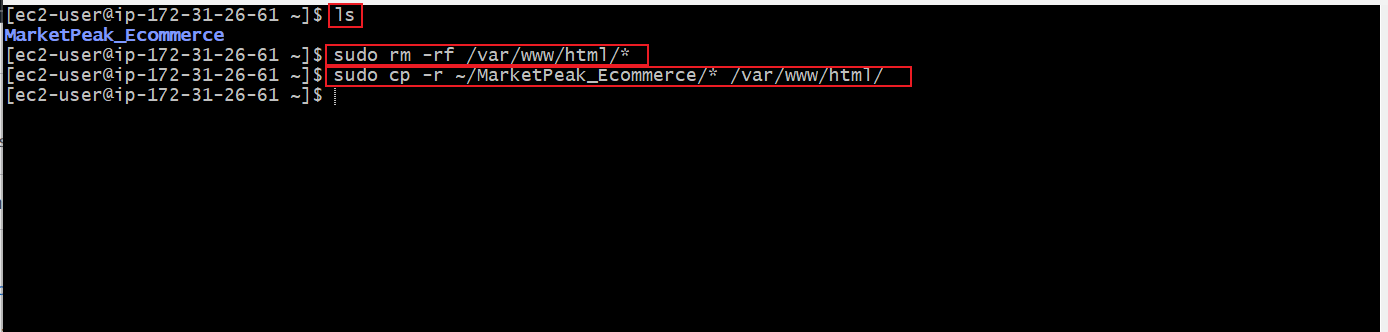 [ec2-user@ip-172-31-26-61 ~]$ ls
MarketPeak_Ecommerce
[ec2-user@ip-172-31-26-61 ~]$ sudo rm -rf /var/www/html/*
[ec2-user@ip-172-31-26-61 ~]$ sudo cp -r ~/MarketPeak_Ecommerce/* /var/www/html/
[ec2-user@ip-172-31-26-61 ~]$